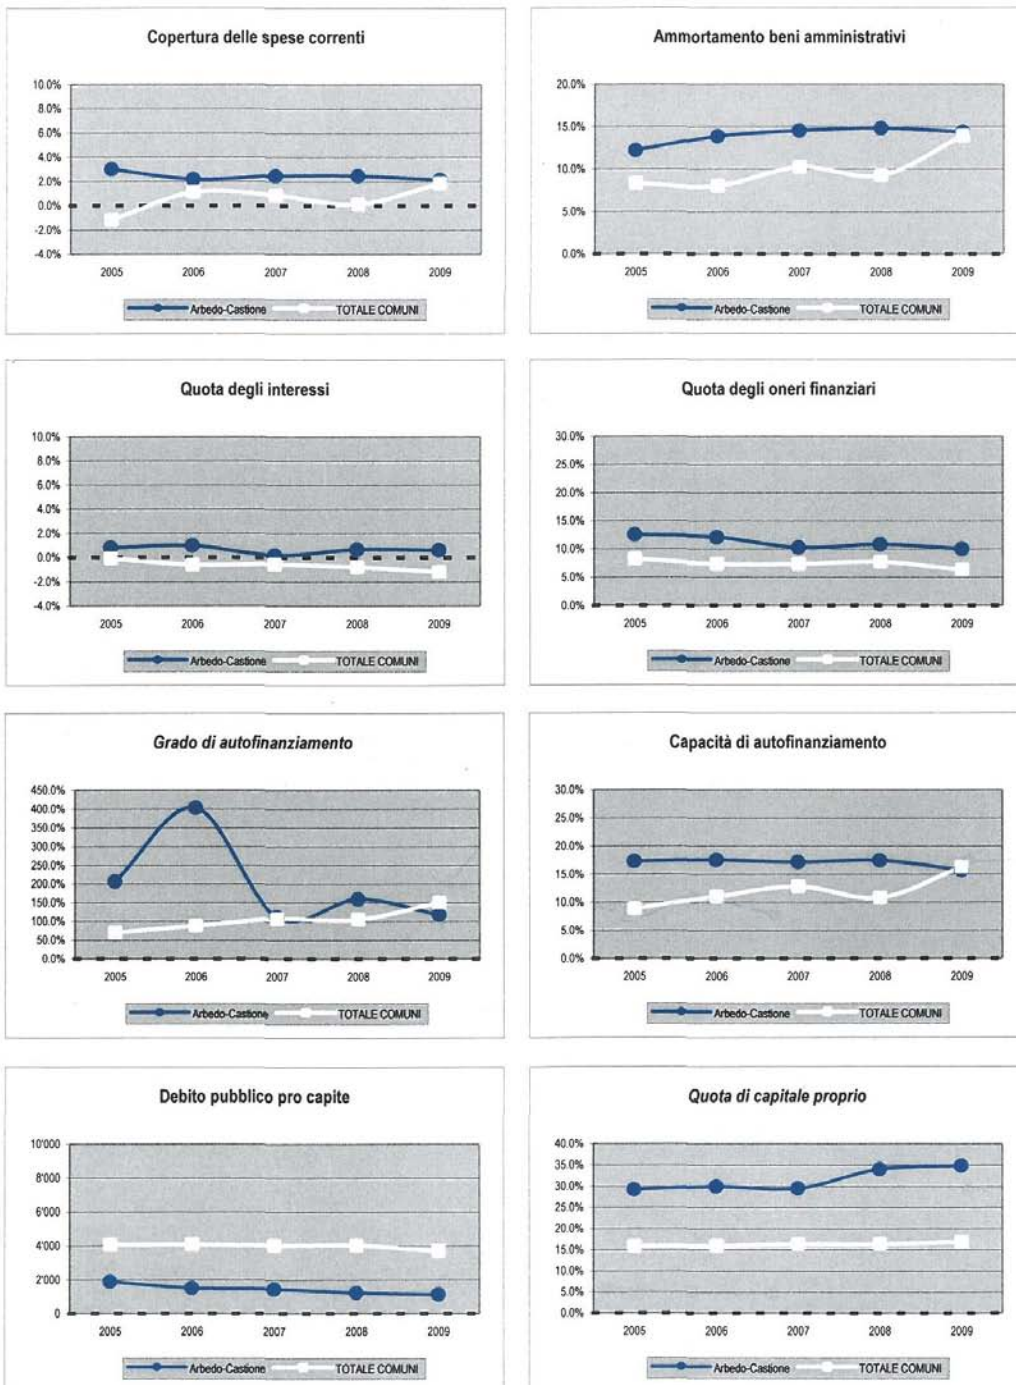 Copertura delle spese correnti
10.0%
8.0%
6.0%
4.0%
2.0%
0.0%
-2.0%
-4.0%
2005 2006 2007 2008 2009
Arbedo-Castione TOTALE COMUNI
Ammortamento beni amministrativi
20.0%
15.0%
10.0%
5.0%
0.0%
2005 2006 2007 2008 2009
Arbedo-Castione TOTALE COMUNI
Quota degli interessi
10.0%
8.0%
6.0%
4.0%
2.0%
0.0%
-2.0%
-4.0%
2005 2006 2007 2008 2009
Arbedo-Castione TOTALE COMUNI
Quota degli oneri finanziari
30.0%
25.0%
20.0%
15.0%
10.0%
5.0%
0.0%
2005 2006 2007 2008 2009
Arbedo-Castione TOTALE COMUNI
Grado di autofinanziamento
450.0%
400.0%
350.0%
300.0%
250.0%
200.0%
150.0%
100.0%
50.0%
0.0%
2005 2006 2007 2008 2009
Arbedo-Castione TOTALE COMUNI
Capacità di autofinanziamento
30.0%
25.0%
20.0%
15.0%
10.0%
5.0%
0.0%
2005 2006 2007 2008 2009
Arbedo-Castione TOTALE COMUNI
Debito pubblico pro capite
10'000
8'000
6'000
4'000
2'000
0
2005 2006 2007 2008 2009
Arbedo-Castione TOTALE COMUNI
Quota di capitale proprio
40.0%
35.0%
30.0%
25.0%
20.0%
15.0%
10.0%
5.0%
0.0%
2005 2006 2007 2008 2009
Arbedo-Castione TOTALE COMUNI